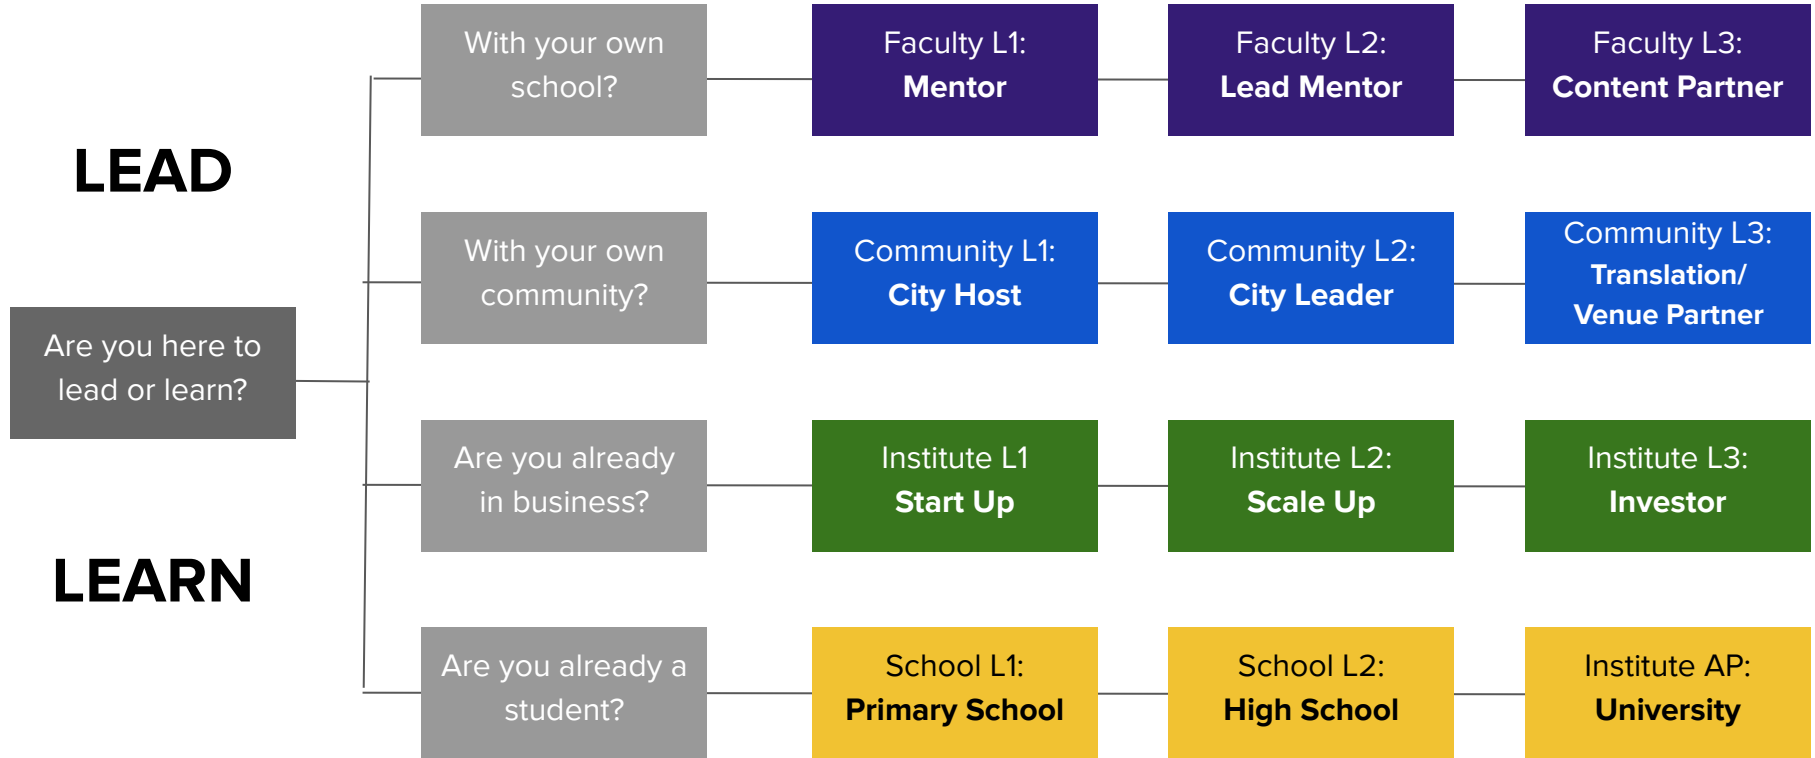 LEAD
Are you here to
lead or learn?
LEARN
With your own
school?
Faculty L1:
Mentor
Faculty L2:
Lead Mentor
Faculty L3:
Content Partner
With your own
community?
Community L1:
City Host
Community L2:
City Leader
Community L3:
Translation/
Venue Partner
Are you already
in business?
Institute L1
Start Up
Institute L2:
Scale Up
Institute L3:
Investor
Are you already a
student?
School L1:
Primary School
School L2:
High School
Institute AP:
University